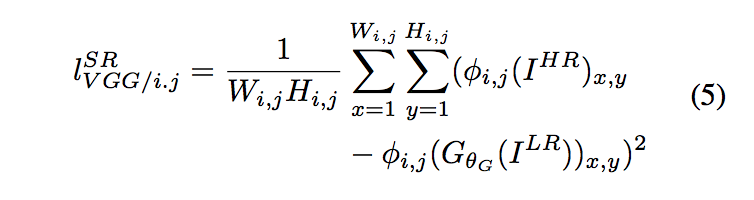 $$l_{VGG/i.j}^{SR} = \frac{1}{W_{i,j}H_{i,j}} \sum_{x=1}^{W_{i,j}} \sum_{y=1}^{H_{i,j}} (\phi_{i,j}(I^{HR})_{x,y}$$ (5)
$$- \phi_{i,j}(G_{\theta_G}(I^{LR}))_{x,y})^2$$